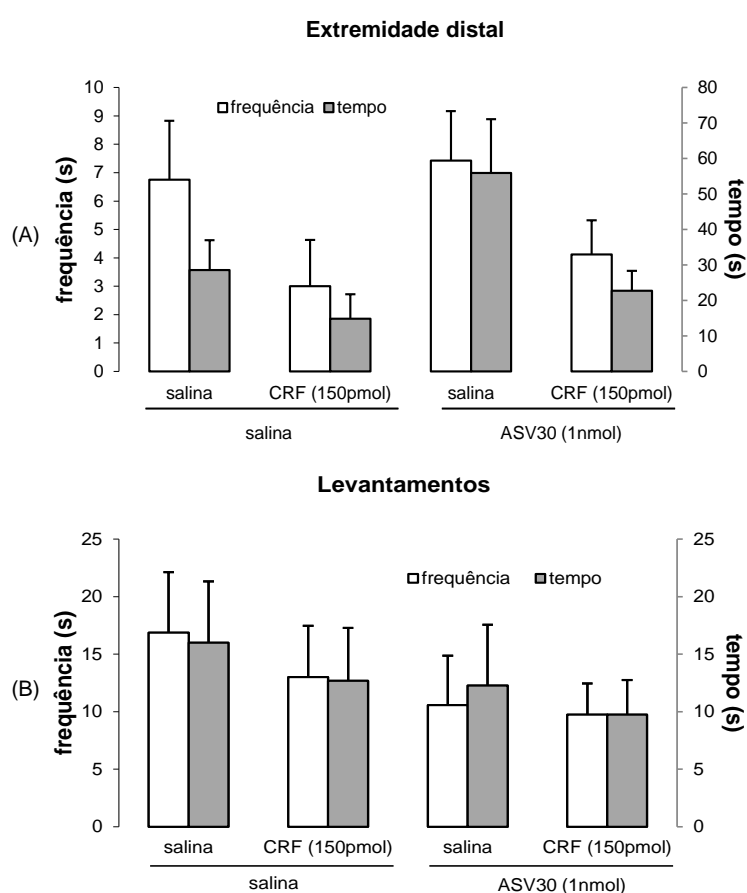 Extremidade distal
10 80
frequência tempo
9 70
8 60
7 50
6
(A) frequência (s) 5 40 tempo (s)
4 30
3
2 20
1 10
0 0
salina CRF (150pmol) salina CRF (150pmol)
salina ASV30 (1nmol)
Levantamentos
25 25
frequência tempo
20 20
15 15
(B) frequência (s) tempo (s)
10 10
5 5
0 0
salina CRF (150pmol) salina CRF (150pmol)
salina ASV30 (1nmol)